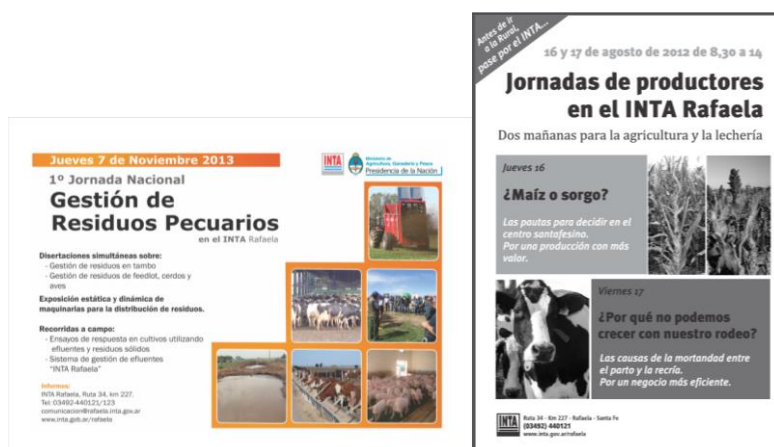 Jueves 7 de Noviembre 2013
INTA
Ministerio de
Agricultura, Ganadería y Pesca
Presidencia de la Nación
1º Jornada Nacional
Gestión de
Residuos Pecuarios
en el INTA Rafaela
Disertaciones simultáneas sobre:
- Gestión de residuos en tambo
- Gestión de residuos de feedlot, cerdos y
aves
Exposición estática y dinámica de
maquinarias para la distribución de residuos.
Recorridas a campo:
- Ensayos de respuesta en cultivos utilizando
efluentes y residuos sólidos
- Sistema de gestión de efluentes
"INTA Rafaela"
Informes:
INTA Rafaela, Ruta 34, km 227.
Tel: 03492-440121/123
comunicacion@rafaela.inta.gov.ar
www.inta.gob.ar/rafaela
Antes de ir
a la Rural,
pase por el INTA...
16 y 17 de agosto de 2012 de 8,30 a 14
Jornadas de productores
en el INTA Rafaela
Dos mañanas para la agricultura y la lechería
Jueves 16
¿Maíz o sorgo?
Las pautas para decidir en el
centro santafesino.
Por una producción con más
valor.
Viernes 17
¿Por qué no podemos
crecer con nuestro rodeo?
Las causas de la mortandad entre
el parto y la recría.
Por un negocio más eficiente.
INTA
Ruta 34 - Km 227 - Rafaela - Santa Fe
(03492) 440121
www.inta.gov.ar/rafaela